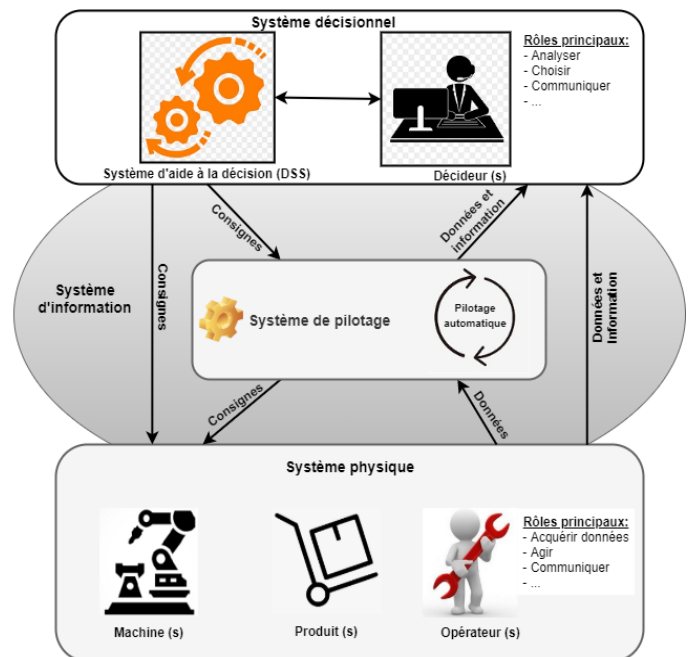 Système décisionnel
Rôles principaux:
- Analyser
- Choisir
- Communiquer
- ...
Système d'aide à la décision (DSS)
Décideur (s)
Consignes
Données et
information
Système
d'information
Consignes
Données et
Information
Système de pilotage
Pilotage
automatique
Consignes
Données
Système physique
Rôles principaux:
- Acquérir données
- Agir
- Communiquer
- ...
Machine (s)
Produit (s)
Opérateur (s)